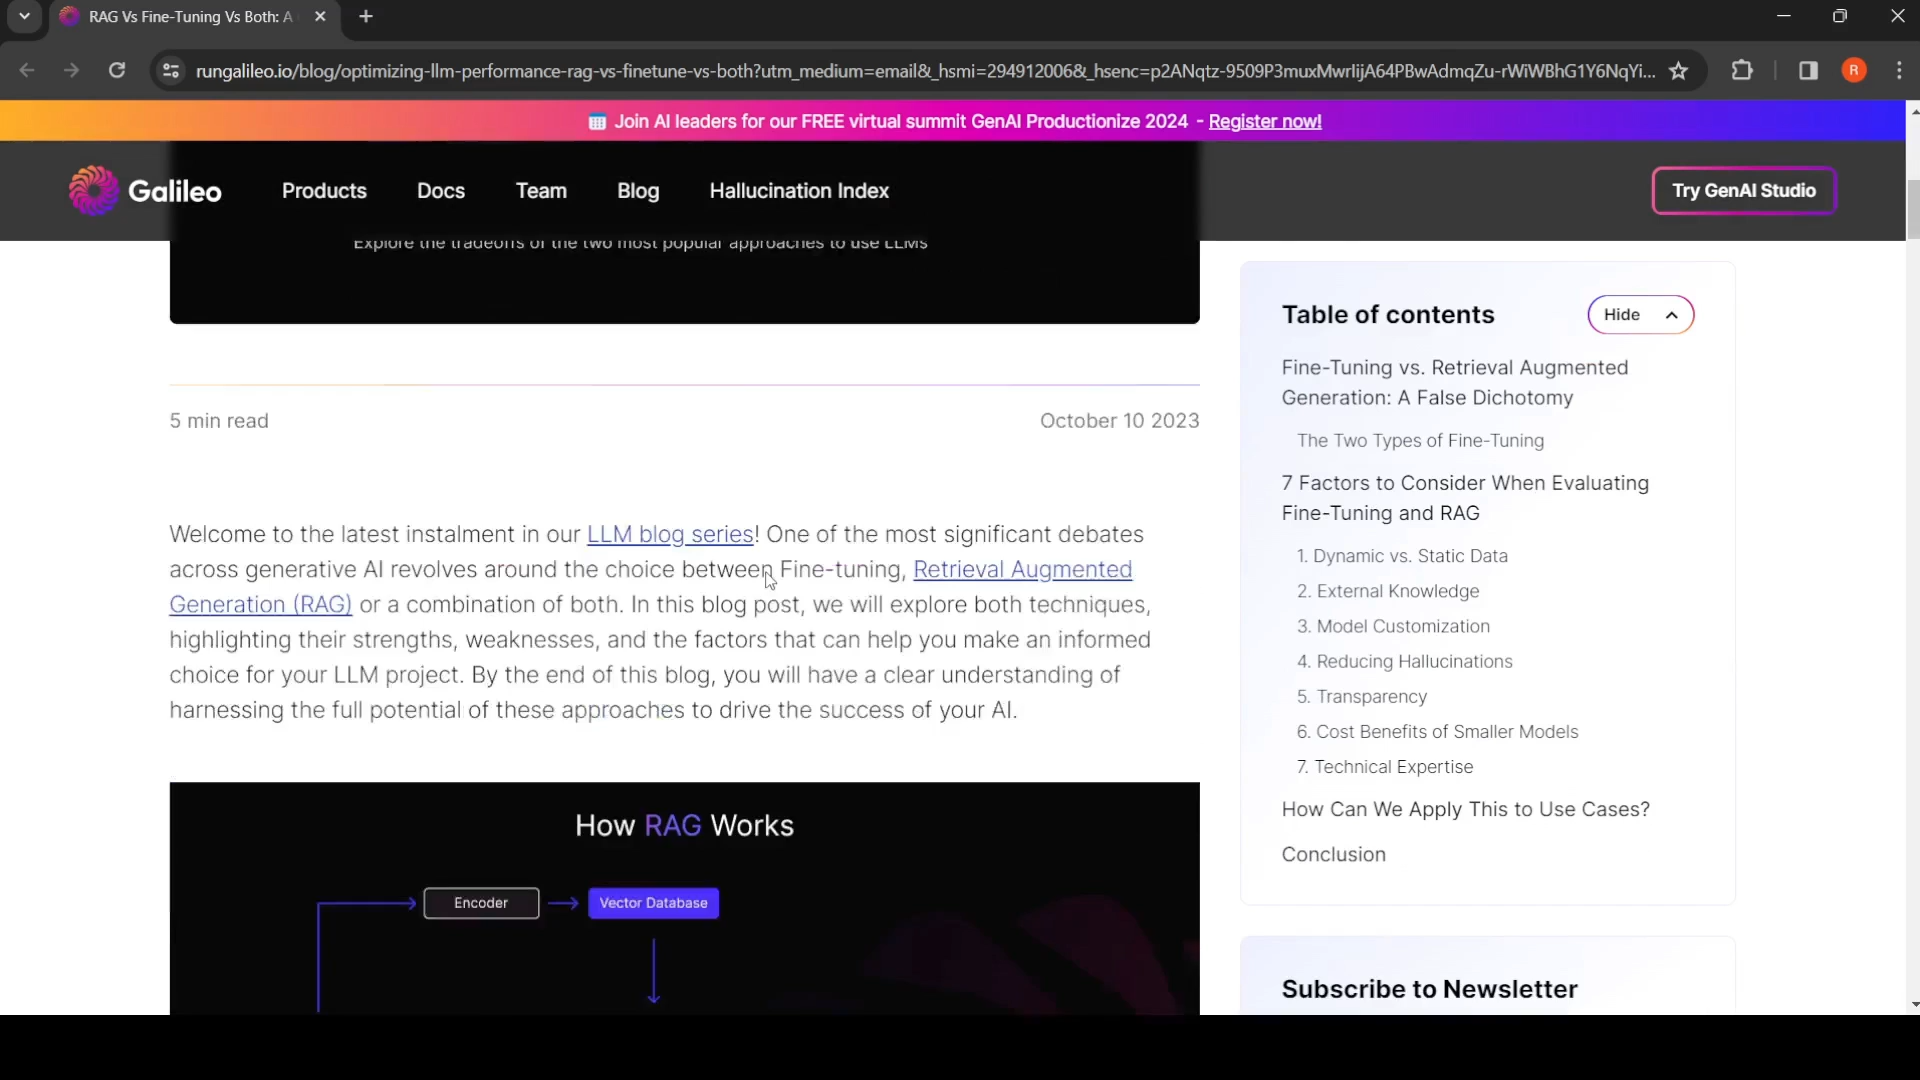 RAG Vs Fine-Tuning Vs Both: A
rungalileo.io/blog/optimizing-llm-performance-rag-vs-finetune-vs-both?utm_medium=email&_hsmi=294912006&_hsenc=p2ANqtz-9509P3muxMwrlijA64PBwAdmqZu-rWiWBhG1Y6NqYi...
R
Join AI leaders for our FREE virtual summit GenAI Productionize 2024 - Register now!
Galileo
Products
Docs
Team
Blog
Hallucination Index
Try GenAI Studio
Explore the tradeoffs of the two most popular approaches to use LLMs
5 min read
October 10 2023
Welcome to the latest instalment in our LLM blog series! One of the most significant debates
across generative AI revolves around the choice between Fine-tuning, Retrieval Augmented
Generation (RAG) or a combination of both. In this blog post, we will explore both techniques,
highlighting their strengths, weaknesses, and the factors that can help you make an informed
choice for your LLM project. By the end of this blog, you will have a clear understanding of
harnessing the full potential of these approaches to drive the success of your AI.
How RAG Works
Encoder
Vector Database
Table of contents
Hide
Fine-Tuning vs. Retrieval Augmented
Generation: A False Dichotomy
The Two Types of Fine-Tuning
7 Factors to Consider When Evaluating
Fine-Tuning and RAG
1. Dynamic vs. Static Data
2. External Knowledge
3. Model Customization
4. Reducing Hallucinations
5. Transparency
6. Cost Benefits of Smaller Models
7. Technical Expertise
How Can We Apply This to Use Cases?
Conclusion
Subscribe to Newsletter